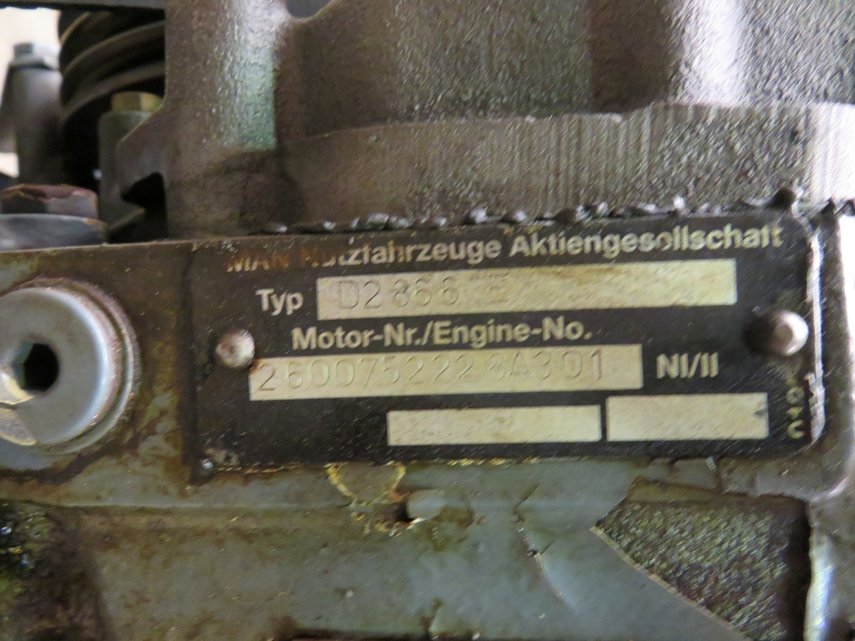 MAN Nutzfahrzeuge Aktiengesellschaft
Typ D2866 E
Motor-Nr./Engine-No.
2600752228A301 NI/II